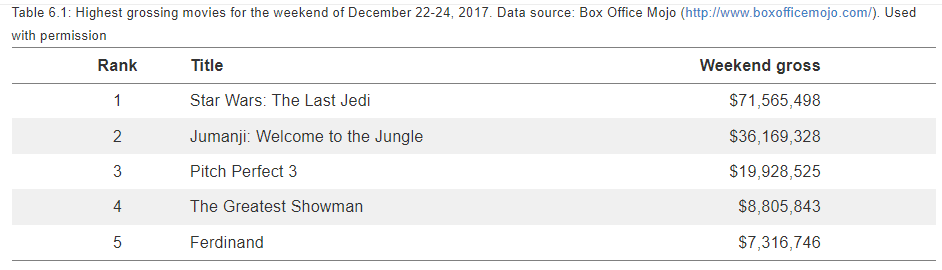 Table 6.1: Highest grossing movies for the weekend of December 22-24, 2017. Data source: Box Office Mojo (http://www.boxofficemojo.com/). Used
with permission
Rank Title Weekend gross
1 Star Wars: The Last Jedi $71,565,498
2 Jumanji: Welcome to the Jungle $36,169,328
3 Pitch Perfect 3 $19,928,525
4 The Greatest Showman $8,805,843
5 Ferdinand $7,316,746